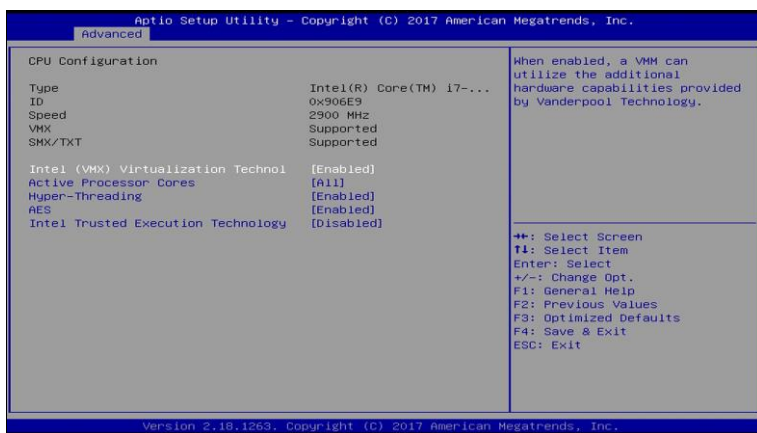 Aptio Setup Utility – Copyright (C) 2017 American Megatrends, Inc.
Advanced
CPU Configuration
Type Intel(R) Core(TM) i7-...
ID 0x906E9
Speed 2900 MHz
VMX Supported
SMX/TXT Supported
Intel (VMX) Virtualization Technol [Enabled]
Active Processor Cores [All]
Hyper-Threading [Enabled]
AES [Enabled]
Intel Trusted Execution Technology [Disabled]
When enabled, a VMM can
utilize the additional
hardware capabilities provided
by Vanderpool Technology.
→←: Select Screen
↑↓: Select Item
Enter: Select
+/-: Change Opt.
F1: General Help
F2: Previous Values
F3: Optimized Defaults
F4: Save & Exit
ESC: Exit
Version 2.18.1263. Copyright (C) 2017 American Megatrends, Inc.